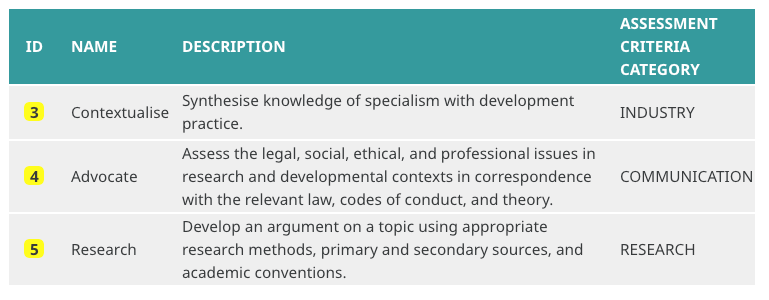 ID NAME DESCRIPTION ASSESSMENT
CRITERIA
CATEGORY
3 Contextualise Synthesise knowledge of specialism with development
practice. INDUSTRY
4 Advocate Assess the legal, social, ethical, and professional issues in
research and developmental contexts in correspondence
with the relevant law, codes of conduct, and theory. COMMUNICATION
5 Research Develop an argument on a topic using appropriate
research methods, primary and secondary sources, and
academic conventions. RESEARCH